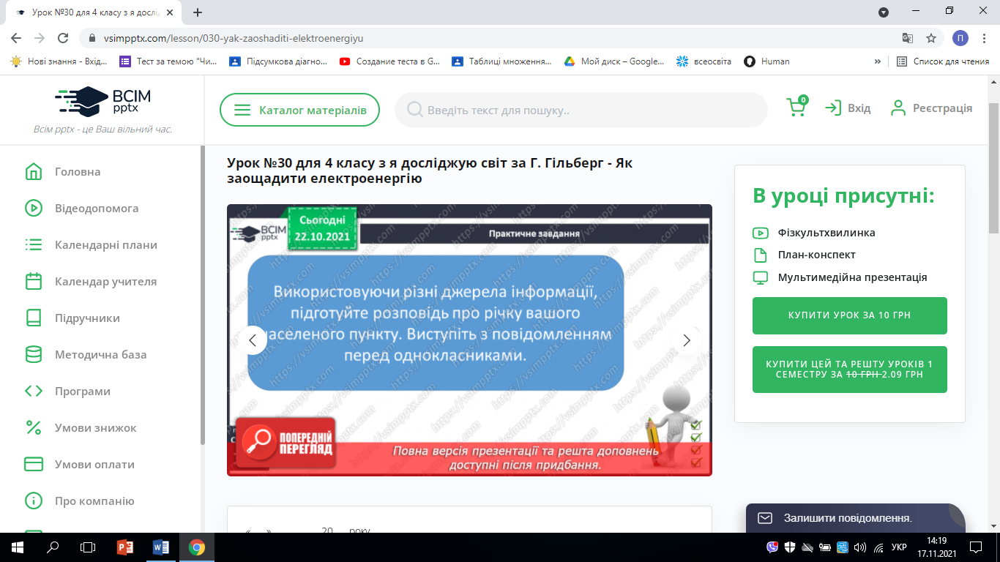 Урок №30 для 4 класу з я дослі
vsimpptx.com/lesson/030-yak-zaoshaditi-elektroenergiyu
П
Нові знання - Вхід...
Тест за темою "Чи...
Підсумкова діагно...
Создание теста в G...
Таблиці множення...
Мой диск – Google...
всеосвіта
Human
»
Список для чтения
ВСІМ
pptx
Всім pptx - це Ваш вільний час.
Каталог матеріалів
Введіть текст для пошуку..
0
Вхід
Реєстрація
Головна
Відеодопомога
Календарні плани
Календар учителя
Підручники
Методична база
Програми
Умови знижок
Умови оплати
Про компанію
Урок №30 для 4 класу з я досліджую світ за Г. Гільберг - Як
заощадити електроенергію
ВСІМ
pptx
Сьогодні
22.10.2021
Практичне завдання
Використовуючи різні джерела інформації,
підготуйте розповідь про річку вашого
населеного пункту. Виступіть з повідомленням
перед однокласниками.
https://vsimpptx.com
ПОПЕРЕДНІЙ
ПЕРЕГЛЯД
Повна версія презентації та решта доповнень
доступні після придбання.
« » 20 року
В уроці присутні:
Фізкультхвилинка
План-конспект
Мультимедійна презентація
КУПИТИ УРОК ЗА 10 ГРН
КУПИТИ ЦЕЙ ТА РЕШТУ УРОКІВ 1
СЕМЕСТРУ ЗА 10 ГРН 2.09 ГРН
Залишити повідомлення.
УКР
14:19
17.11.2021